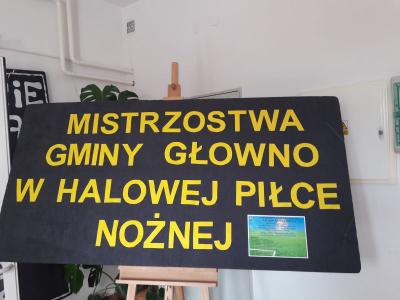 MISTRZOSTWA
GMINY GŁOWNO
W HALOWEJ PIŁCE
NOŻNEJ